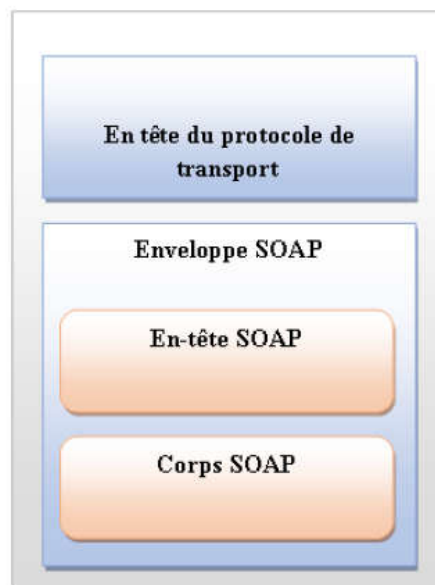 En tête du protocole de
transport
Enveloppe SOAP
En-tête SOAP
Corps SOAP